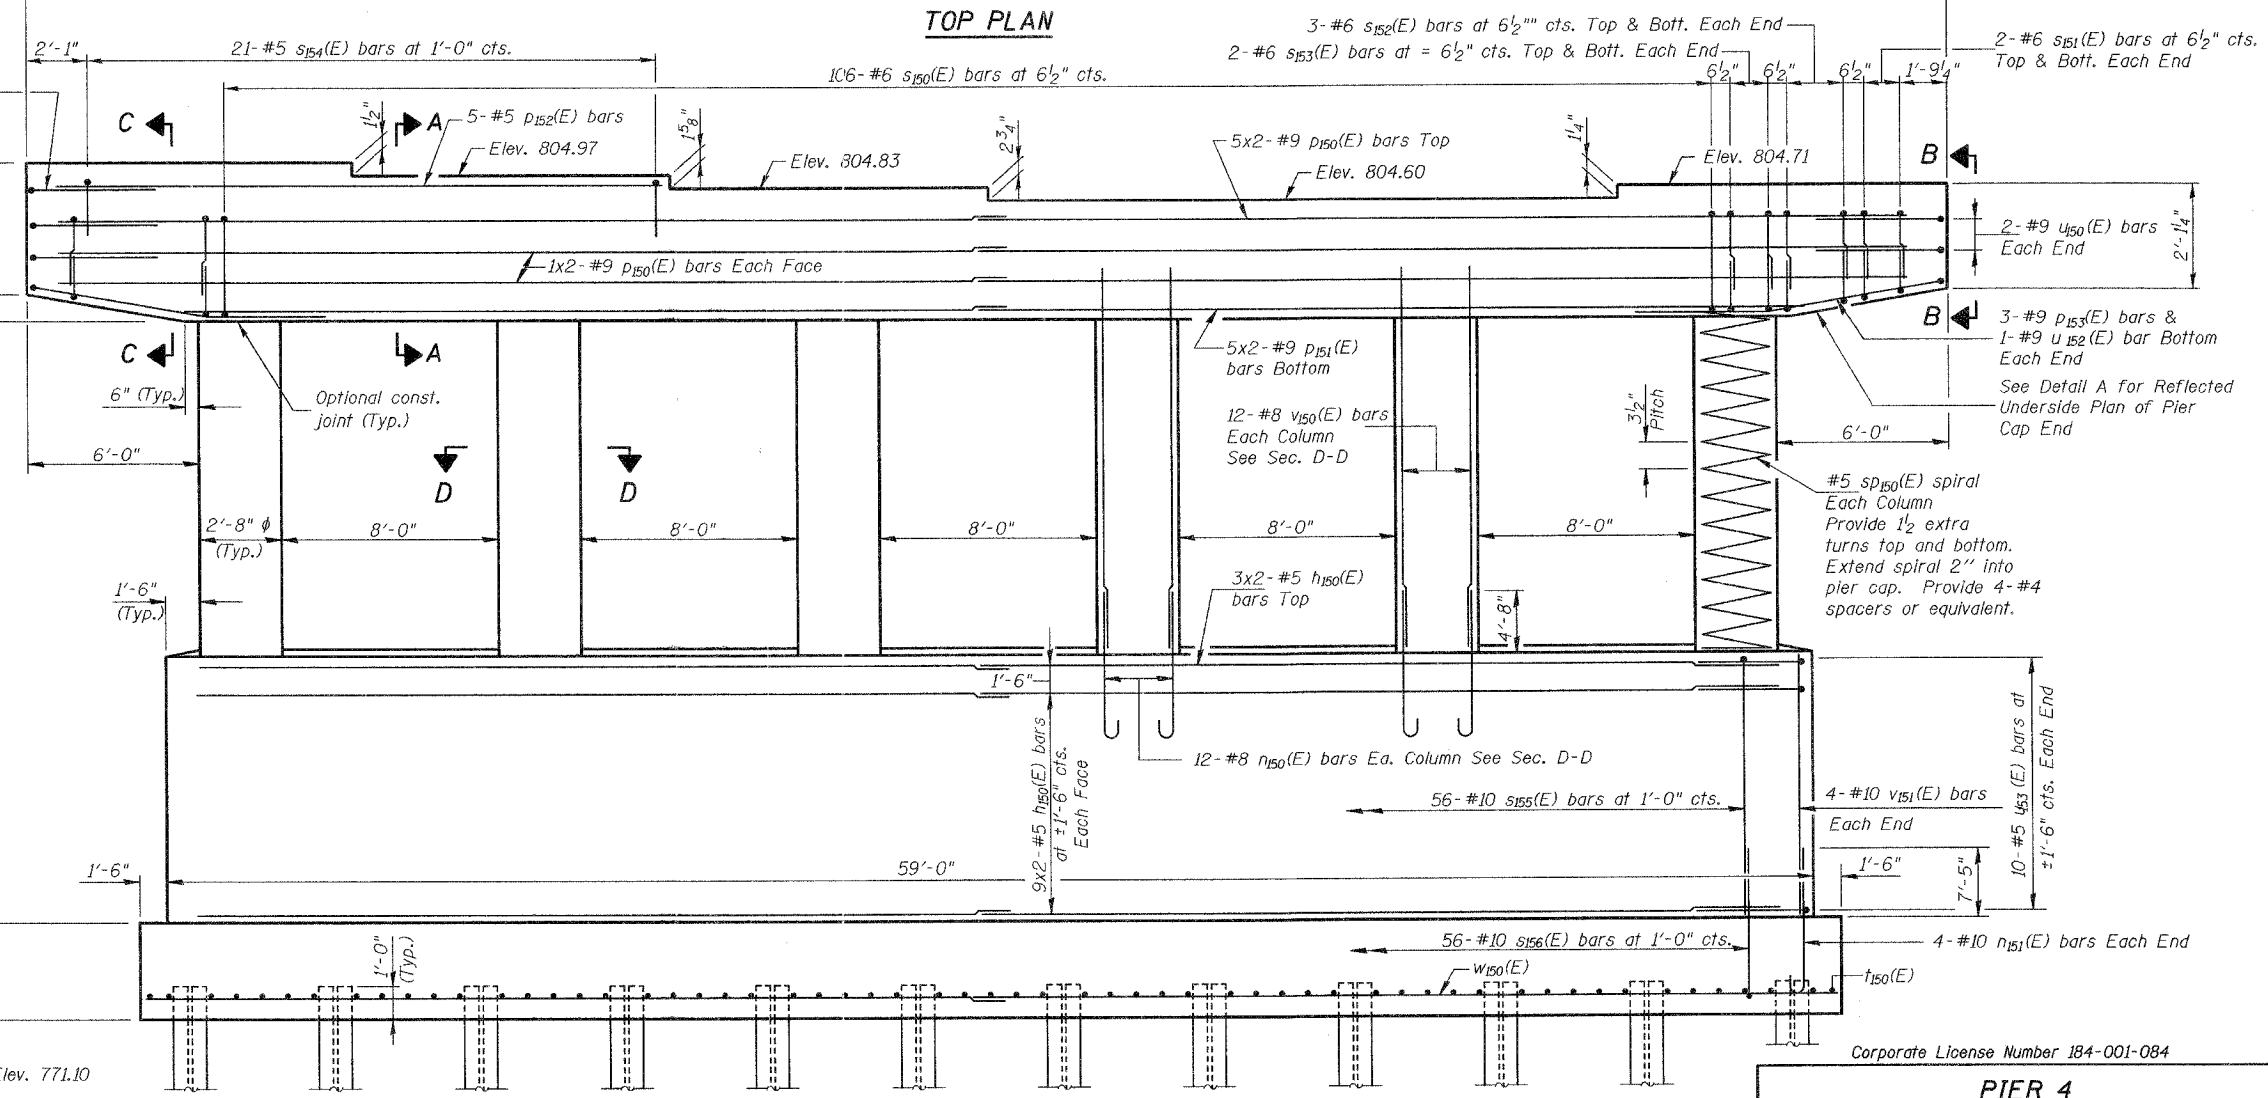 TOP PLAN
3-#6 s152(E) bars at 6½"" cts. Top & Bott. Each End
2-#6 s153(E) bars at = 6½" cts. Top & Bott. Each End
2-#6 s151(E) bars at 6½" cts.
Top & Bott. Each End
2'-1"
21-#5 s154(E) bars at 1'-0" cts.
106-#6 s150(E) bars at 6½" cts.
6½"
6½"
6½"
1'-9¼"
C
1½"
A
5-#5 p152(E) bars
Elev. 804.97
1⅝"
Elev. 804.83
2¾"
5x2-#9 p150(E) bars Top
Elev. 804.60
1¼"
Elev. 804.71
B
2-#9 u150(E) bars
Each End
2'-1¼"
1x2-#9 p150(E) bars Each Face
C
A
B
3-#9 p153(E) bars &
1-#9 u152(E) bar Bottom
Each End
5x2-#9 p151(E)
bars Bottom
6" (Typ.)
Optional const.
joint (Typ.)
See Detail A for Reflected
Underside Plan of Pier
Cap End
12-#8 v150(E) bars
Each Column
See Sec. D-D
3½"
Pitch
6'-0"
6'-0"
D
D
#5 sp150(E) spiral
Each Column
Provide 1½ extra
turns top and bottom.
Extend spiral 2" into
pier cap. Provide 4-#4
spacers or equivalent.
2'-8" ϕ
(Typ.)
8'-0"
8'-0"
8'-0"
8'-0"
8'-0"
1'-6"
(Typ.)
3x2-#5 h150(E)
bars Top
4'-8"
1'-6"
9x2-#5 h150(E) bars
at ±1'-6" cts.
Each Face
12-#8 n150(E) bars Ea. Column See Sec. D-D
56-#10 s155(E) bars at 1'-0" cts.
4-#10 v151(E) bars
Each End
10-#5 u153(E) bars at
±1'-6" cts. Each End
1'-6"
59'-0"
7'-5"
1'-6"
1'-0"
(Typ.)
56-#10 s156(E) bars at 1'-0" cts.
4-#10 n151(E) bars Each End
w150(E)
t150(E)
Elev. 771.10
Corporate License Number 184-001-084
PIER 4